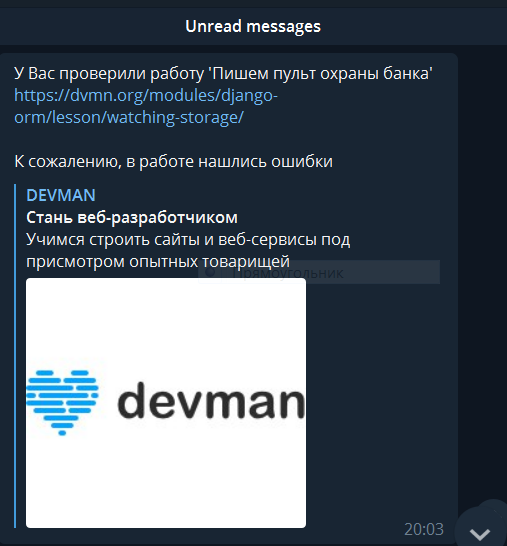 Unread messages
У Вас проверили работу 'Пишем пульт охраны банка'
https://dvmn.org/modules/django-
orm/lesson/watching-storage/
К сожалению, в работе нашлись ошибки
DEVMAN
Стань веб-разработчиком
Учимся строить сайты и веб-сервисы под
присмотром опытных товарищей
Прямоугольник
devman
20:03